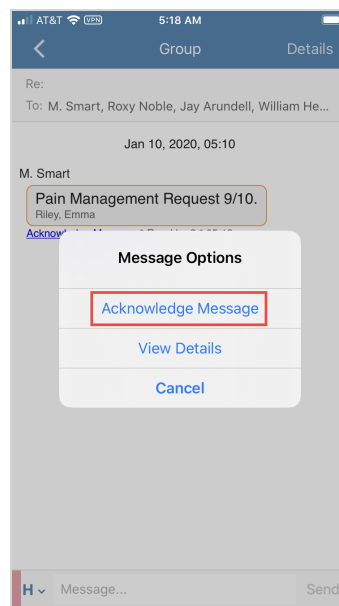 AT&T VPN 5:18 AM
Group Details
Re:
To: M. Smart, Roxy Noble, Jay Arundell, William He...
Jan 10, 2020, 05:10
M. Smart
Pain Management Request 9/10.
Riley, Emma
Message Options
Acknowledge Message
View Details
Cancel
H Message... Send